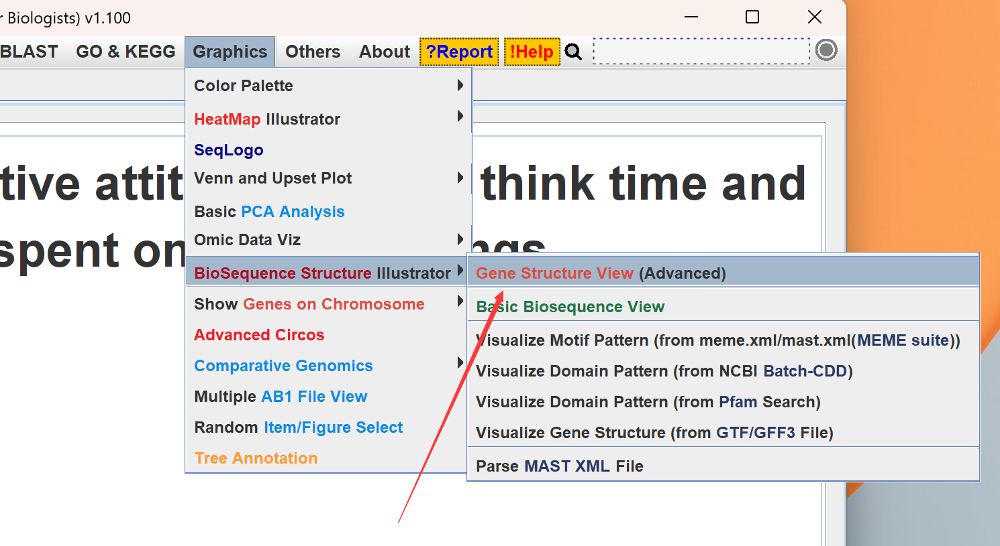 r Biologists) v1.100
BLAST GO & KEGG Graphics Others About ?Report !Help
Color Palette
HeatMap Illustrator
SeqLogo
Venn and Upset Plot
Basic PCA Analysis
Omic Data Viz
BioSequence Structure Illustrator
Show Genes on Chromosome
Advanced Circos
Comparative Genomics
Multiple AB1 File View
Random Item/Figure Select
Tree Annotation
Gene Structure View (Advanced)
Basic Biosequence View
Visualize Motif Pattern (from meme.xml/mast.xml(MEME suite))
Visualize Domain Pattern (from NCBI Batch-CDD)
Visualize Domain Pattern (from Pfam Search)
Visualize Gene Structure (from GTF/GFF3 File)
Parse MAST XML File
tive attit think time and
spent on ngs